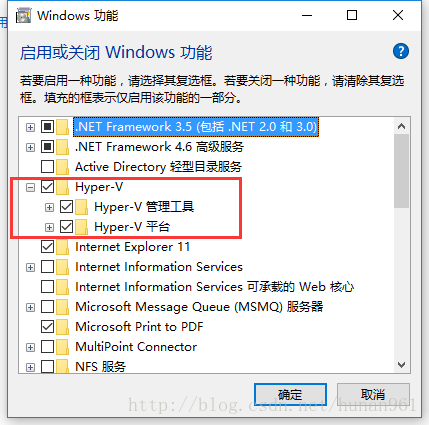 Windows 功能
启用或关闭 Windows 功能
若要启用一种功能，请选择其复选框。若要关闭一种功能，请清除其复选
框。填充的框表示仅启用该功能的一部分。
.NET Framework 3.5 (包括 .NET 2.0 和 3.0)
.NET Framework 4.6 高级服务
Active Directory 轻型目录服务
Hyper-V
Hyper-V 管理工具
Hyper-V 平台
Internet Explorer 11
Internet Information Services
Internet Information Services 可承载的 Web 核心
Microsoft Message Queue (MSMQ) 服务器
Microsoft Print to PDF
MultiPoint Connector
NFS 服务
确定
取消
http://blog.csdn.net/hunan961